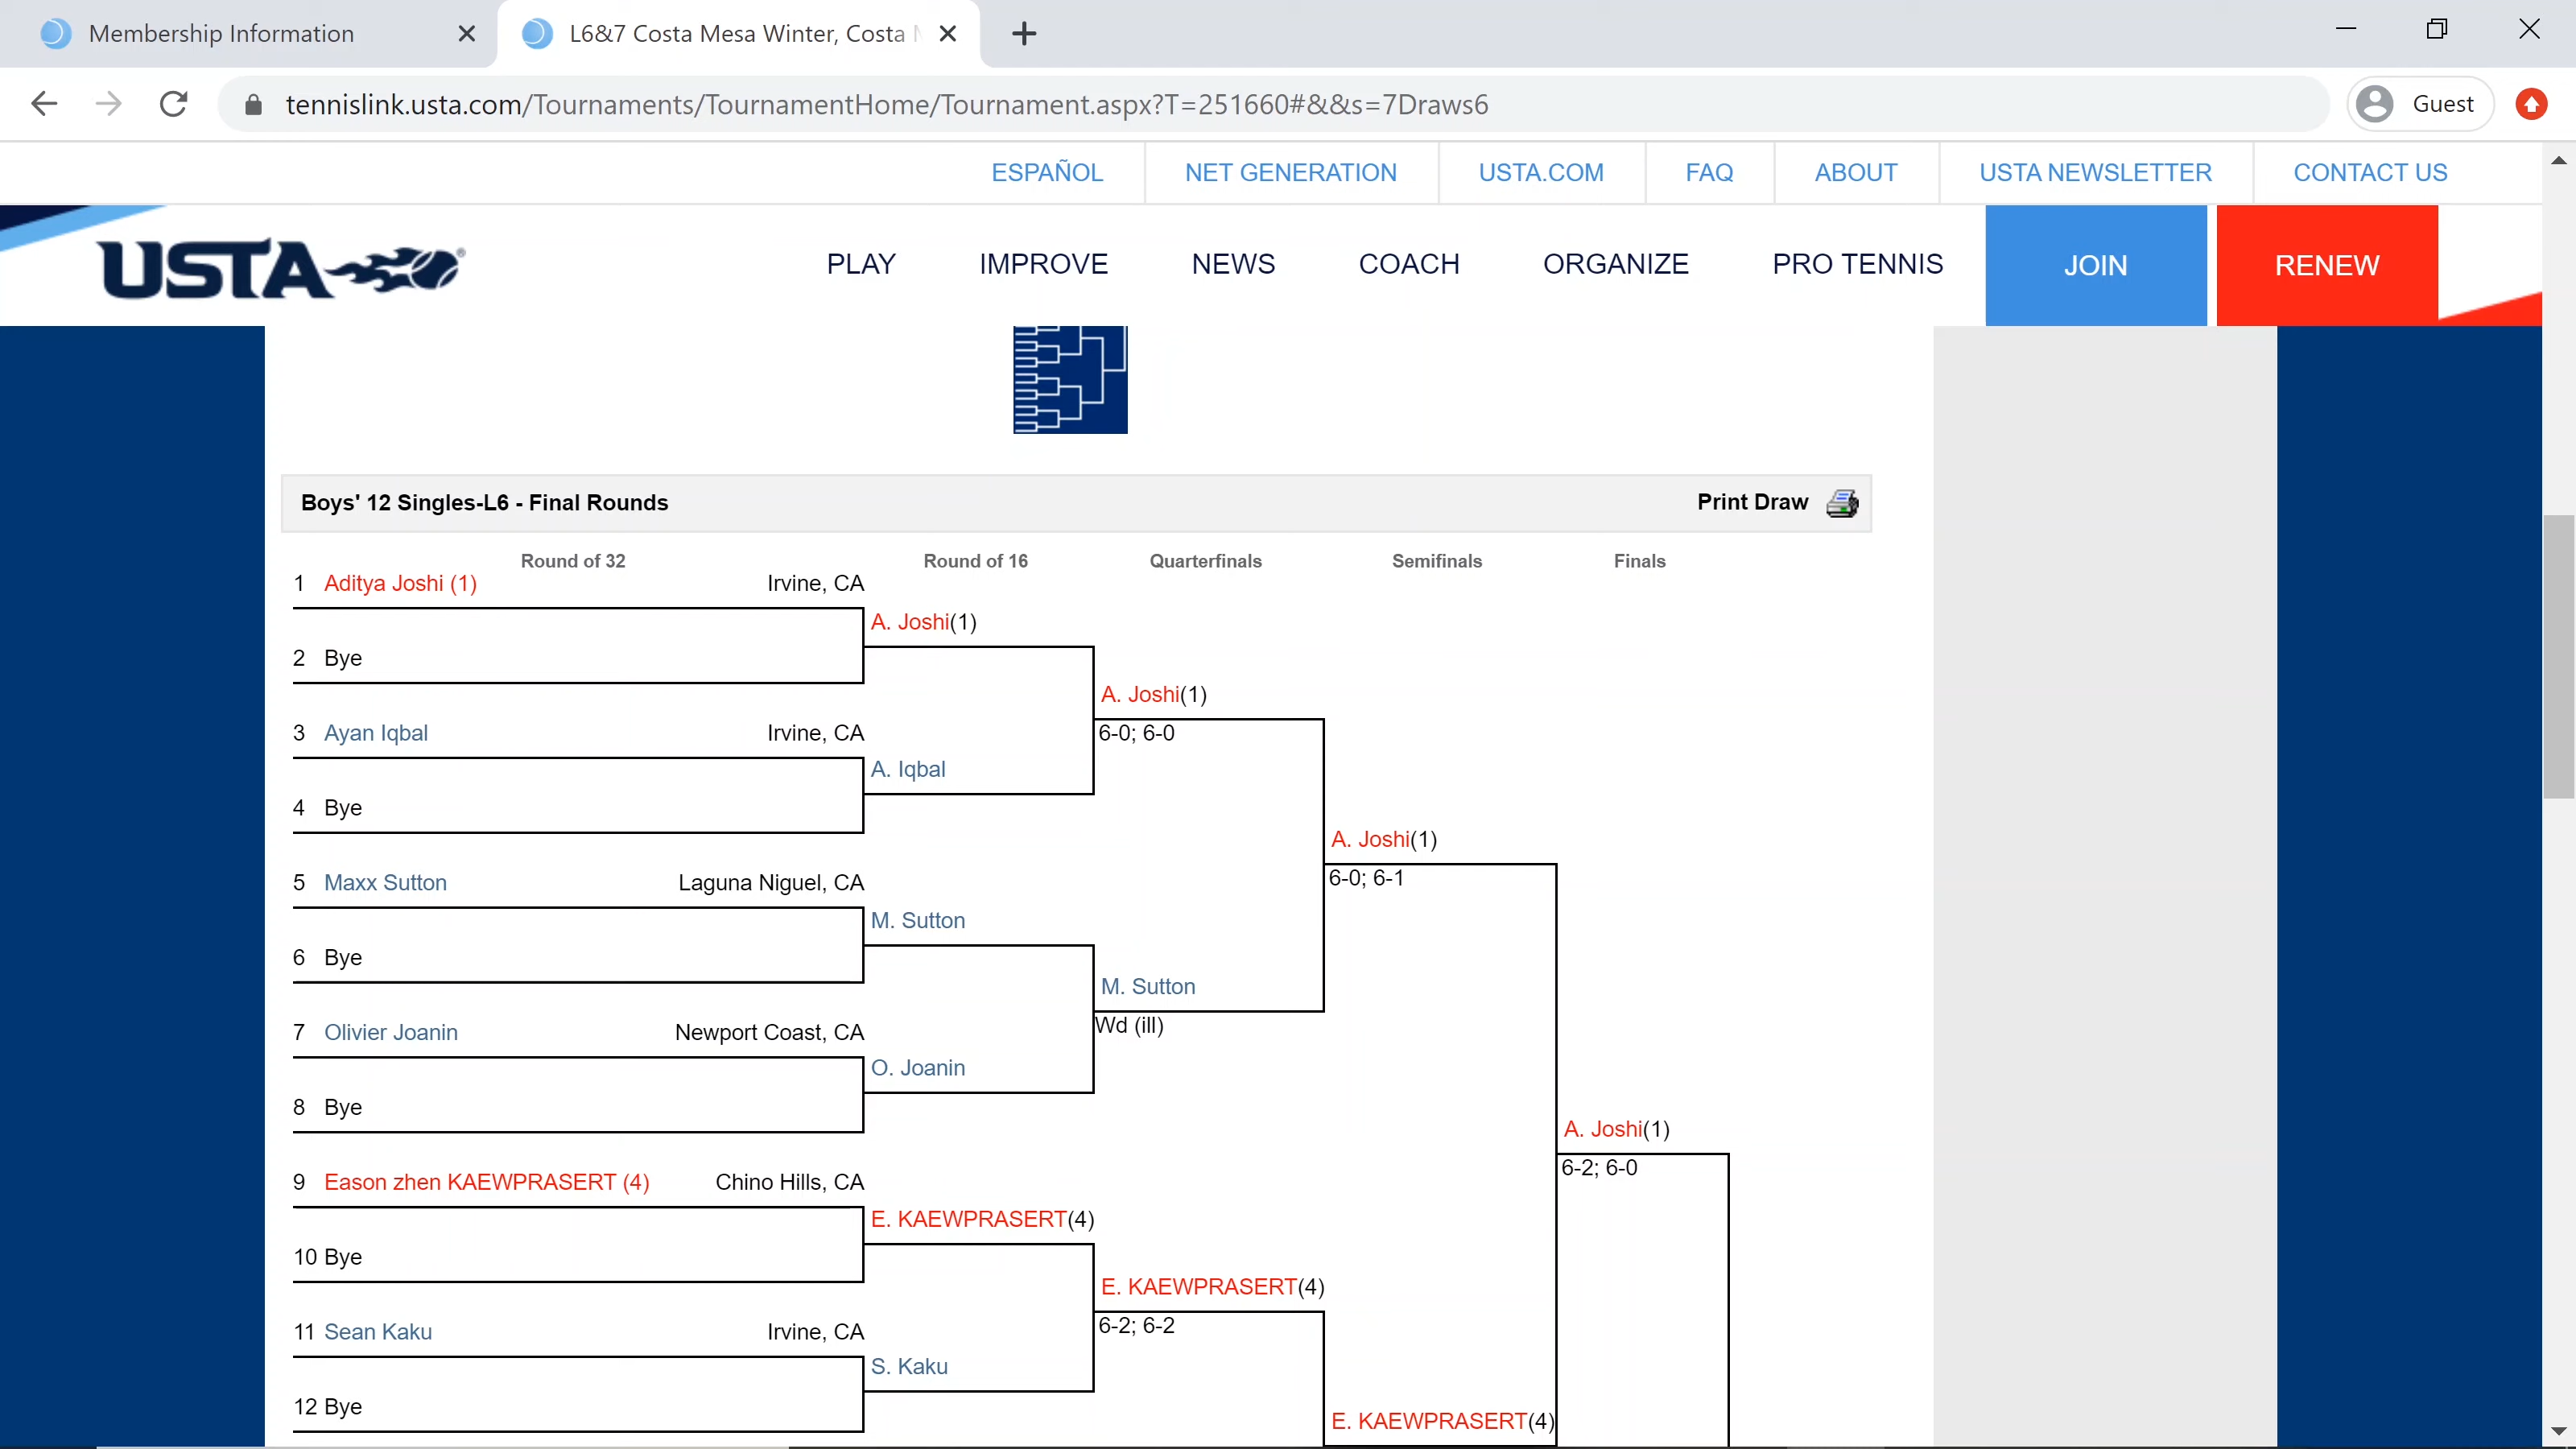 Membership Information
L6&7 Costa Mesa Winter, Costa
tennislink.usta.com/Tournaments/TournamentHome/Tournament.aspx?T=251660#&&s=7Draws6
Guest
ESPAÑOL NET GENERATION USTA.COM FAQ ABOUT USTA NEWSLETTER CONTACT US
USTA
PLAY IMPROVE NEWS COACH ORGANIZE PRO TENNIS JOIN RENEW
Boys' 12 Singles-L6 - Final Rounds Print Draw
Round of 32 Round of 16 Quarterfinals Semifinals Finals
1 Aditya Joshi (1) Irvine, CA
A. Joshi(1)
2 Bye
A. Joshi(1)
3 Ayan Iqbal Irvine, CA 6-0; 6-0
A. Iqbal
4 Bye
A. Joshi(1)
5 Maxx Sutton Laguna Niguel, CA 6-0; 6-1
M. Sutton
6 Bye
M. Sutton
7 Olivier Joanin Newport Coast, CA Wd (ill)
O. Joanin
8 Bye
A. Joshi(1)
9 Eason zhen KAEWPRASERT (4) Chino Hills, CA 6-2; 6-0
E. KAEWPRASERT(4)
10 Bye
E. KAEWPRASERT(4)
11 Sean Kaku Irvine, CA 6-2; 6-2
S. Kaku
12 Bye
E. KAEWPRASERT(4)